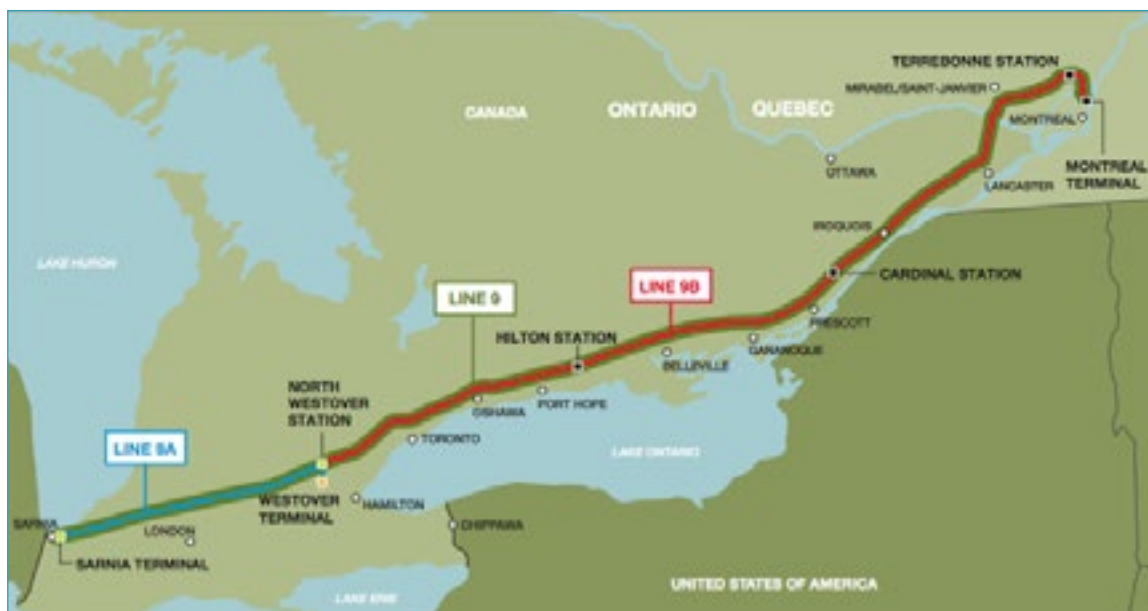 TERREBONNE STATION
MIRABEL/SAINT-JANVIER
CANADA
ONTARIO
QUEBEC
MONTREAL
OTTAWA
MONTREAL
TERMINAL
LANCASTER
IROQUOIS
LAKE HURON
CARDINAL STATION
LINE 9
LINE 9B
PRESCOTT
HILTON STATION
GANANOQUE
BELLEVILLE
NORTH
WESTOVER
STATION
PORT HOPE
OSHAWA
TORONTO
LAKE ONTARIO
LINE 9A
WESTOVER
TERMINAL
HAMILTON
SARNIA
LONDON
CHIPPAWA
SARNIA TERMINAL
UNITED STATES OF AMERICA
LAKE ERIE